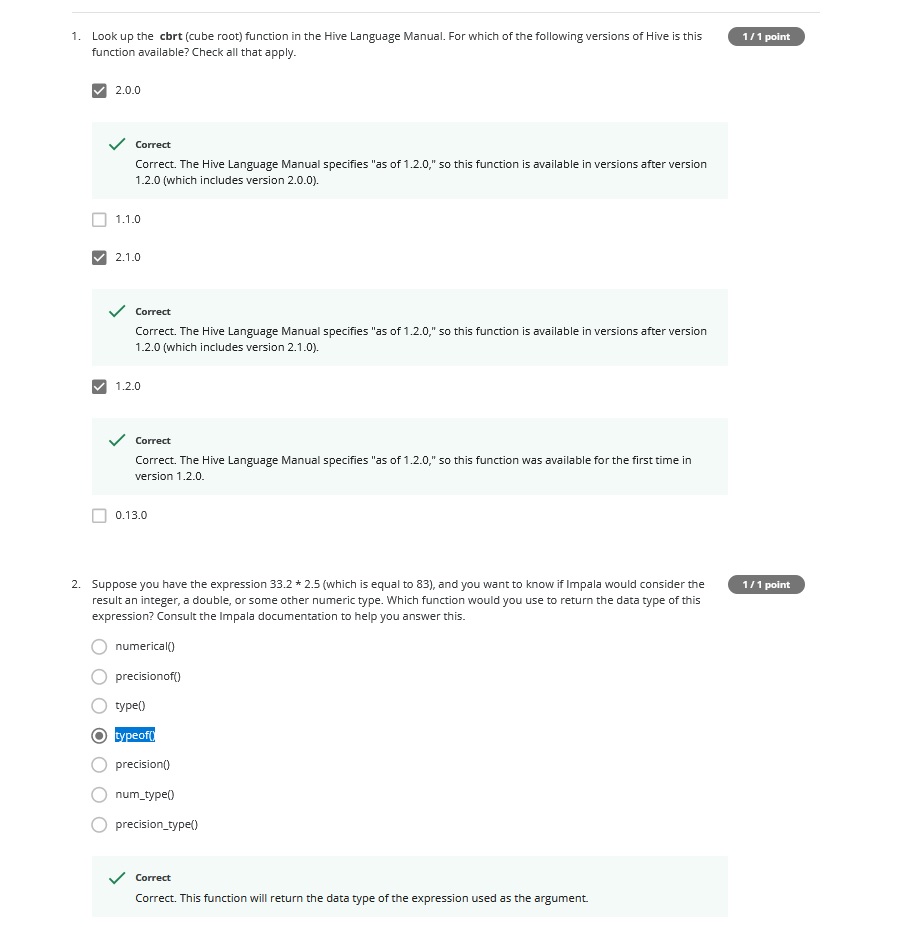 1. Look up the cbrt (cube root) function in the Hive Language Manual. For which of the following versions of Hive is this
function available? Check all that apply.
1 / 1 point
2.0.0
Correct
Correct. The Hive Language Manual specifies "as of 1.2.0," so this function is available in versions after version
1.2.0 (which includes version 2.0.0).
1.1.0
2.1.0
Correct
Correct. The Hive Language Manual specifies "as of 1.2.0," so this function is available in versions after version
1.2.0 (which includes version 2.1.0).
1.2.0
Correct
Correct. The Hive Language Manual specifies "as of 1.2.0," so this function was available for the first time in
version 1.2.0.
0.13.0
2. Suppose you have the expression 33.2 * 2.5 (which is equal to 83), and you want to know if Impala would consider the
result an integer, a double, or some other numeric type. Which function would you use to return the data type of this
expression? Consult the Impala documentation to help you answer this.
1 / 1 point
numerical()
precisionof()
type()
typeof()
precision()
num_type()
precision_type()
Correct
Correct. This function will return the data type of the expression used as the argument.